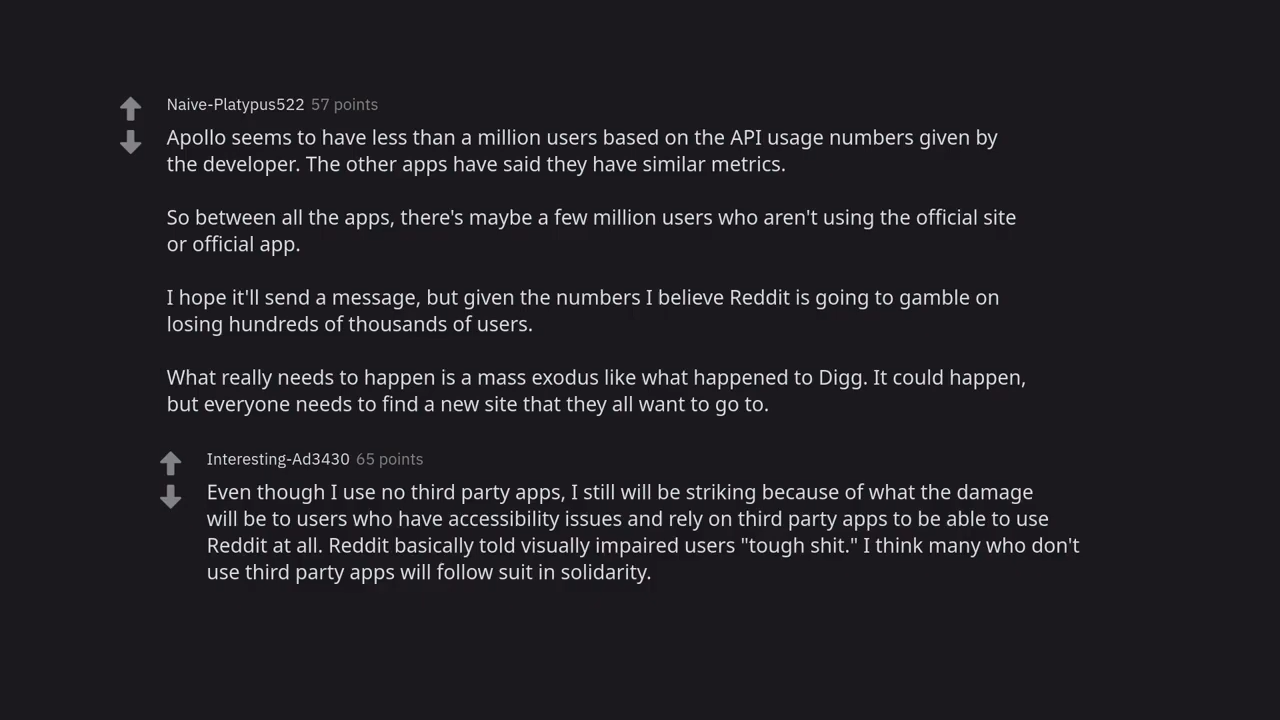 Naive-Platypus522 57 points
Apollo seems to have less than a million users based on the API usage numbers given by
the developer. The other apps have said they have similar metrics.
So between all the apps, there's maybe a few million users who aren't using the official site
or official app.
I hope it'll send a message, but given the numbers I believe Reddit is going to gamble on
losing hundreds of thousands of users.
What really needs to happen is a mass exodus like what happened to Digg. It could happen,
but everyone needs to find a new site that they all want to go to.
Interesting-Ad3430 65 points
Even though I use no third party apps, I still will be striking because of what the damage
will be to users who have accessibility issues and rely on third party apps to be able to use
Reddit at all. Reddit basically told visually impaired users "tough shit." I think many who don't
use third party apps will follow suit in solidarity.